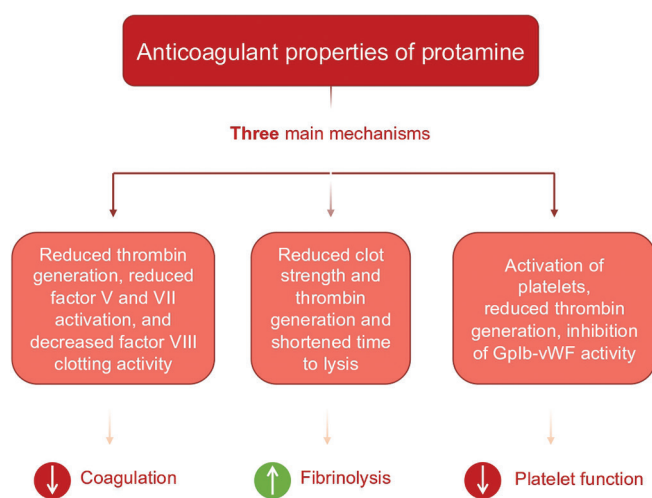 Anticoagulant properties of protamine
Three main mechanisms
Reduced thrombin
generation, reduced
factor V and VII
activation, and
decreased factor VIII
clotting activity
Reduced clot
strength and
thrombin
generation and
shortened time
to lysis
Activation of
platelets,
reduced thrombin
generation, inhibition
of GpIb-vWF activity
Coagulation
Fibrinolysis
Platelet function